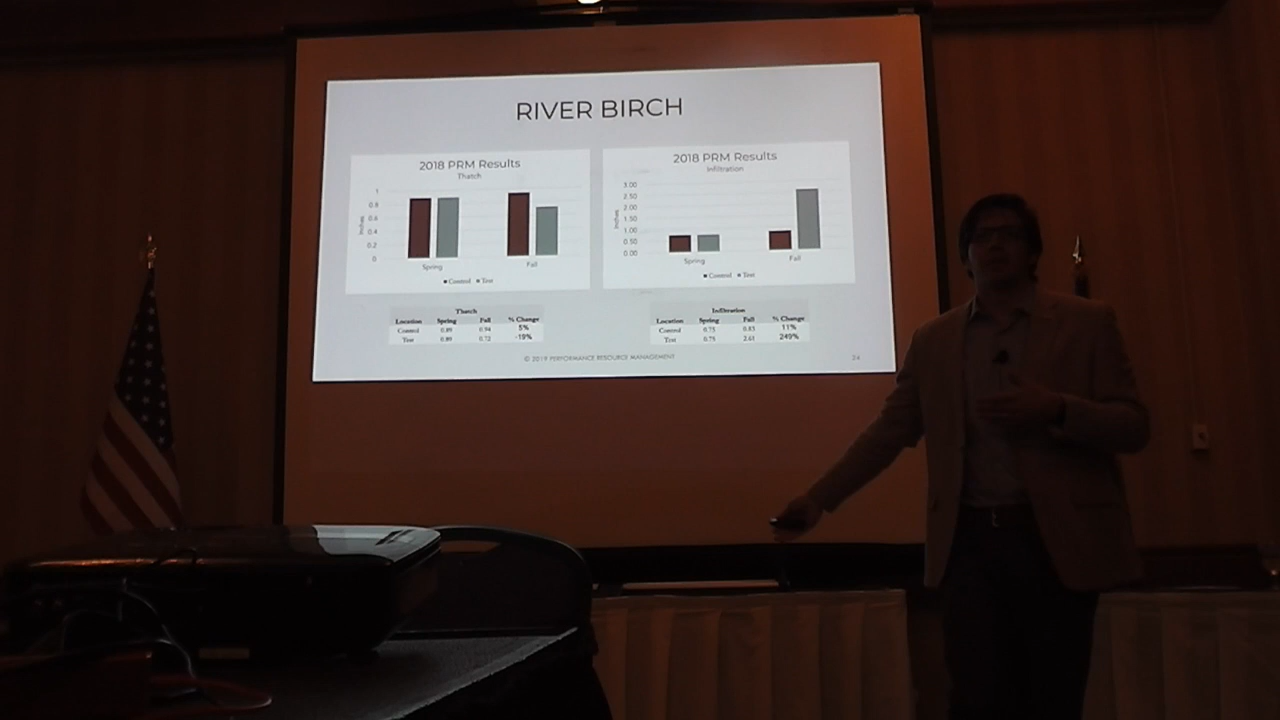 RIVER BIRCH
2018 PRM Results
Thatch
1
0.8
0.6
0.4
0.2
0
Inches
Spring
Fall
■ Control ■ Test
2018 PRM Results
Infiltration
3.00
2.50
2.00
1.50
1.00
0.50
0.00
Inches
Spring
Fall
■ Control ■ Test
Thatch
Location Spring Fall % Change
Control 0.89 0.94 5%
Test 0.89 0.72 -19%
Infiltration
Location Spring Fall % Change
Control 0.75 0.83 11%
Test 0.75 2.61 249%
© 2019 PERFORMANCE RESOURCE MANAGEMENT
24